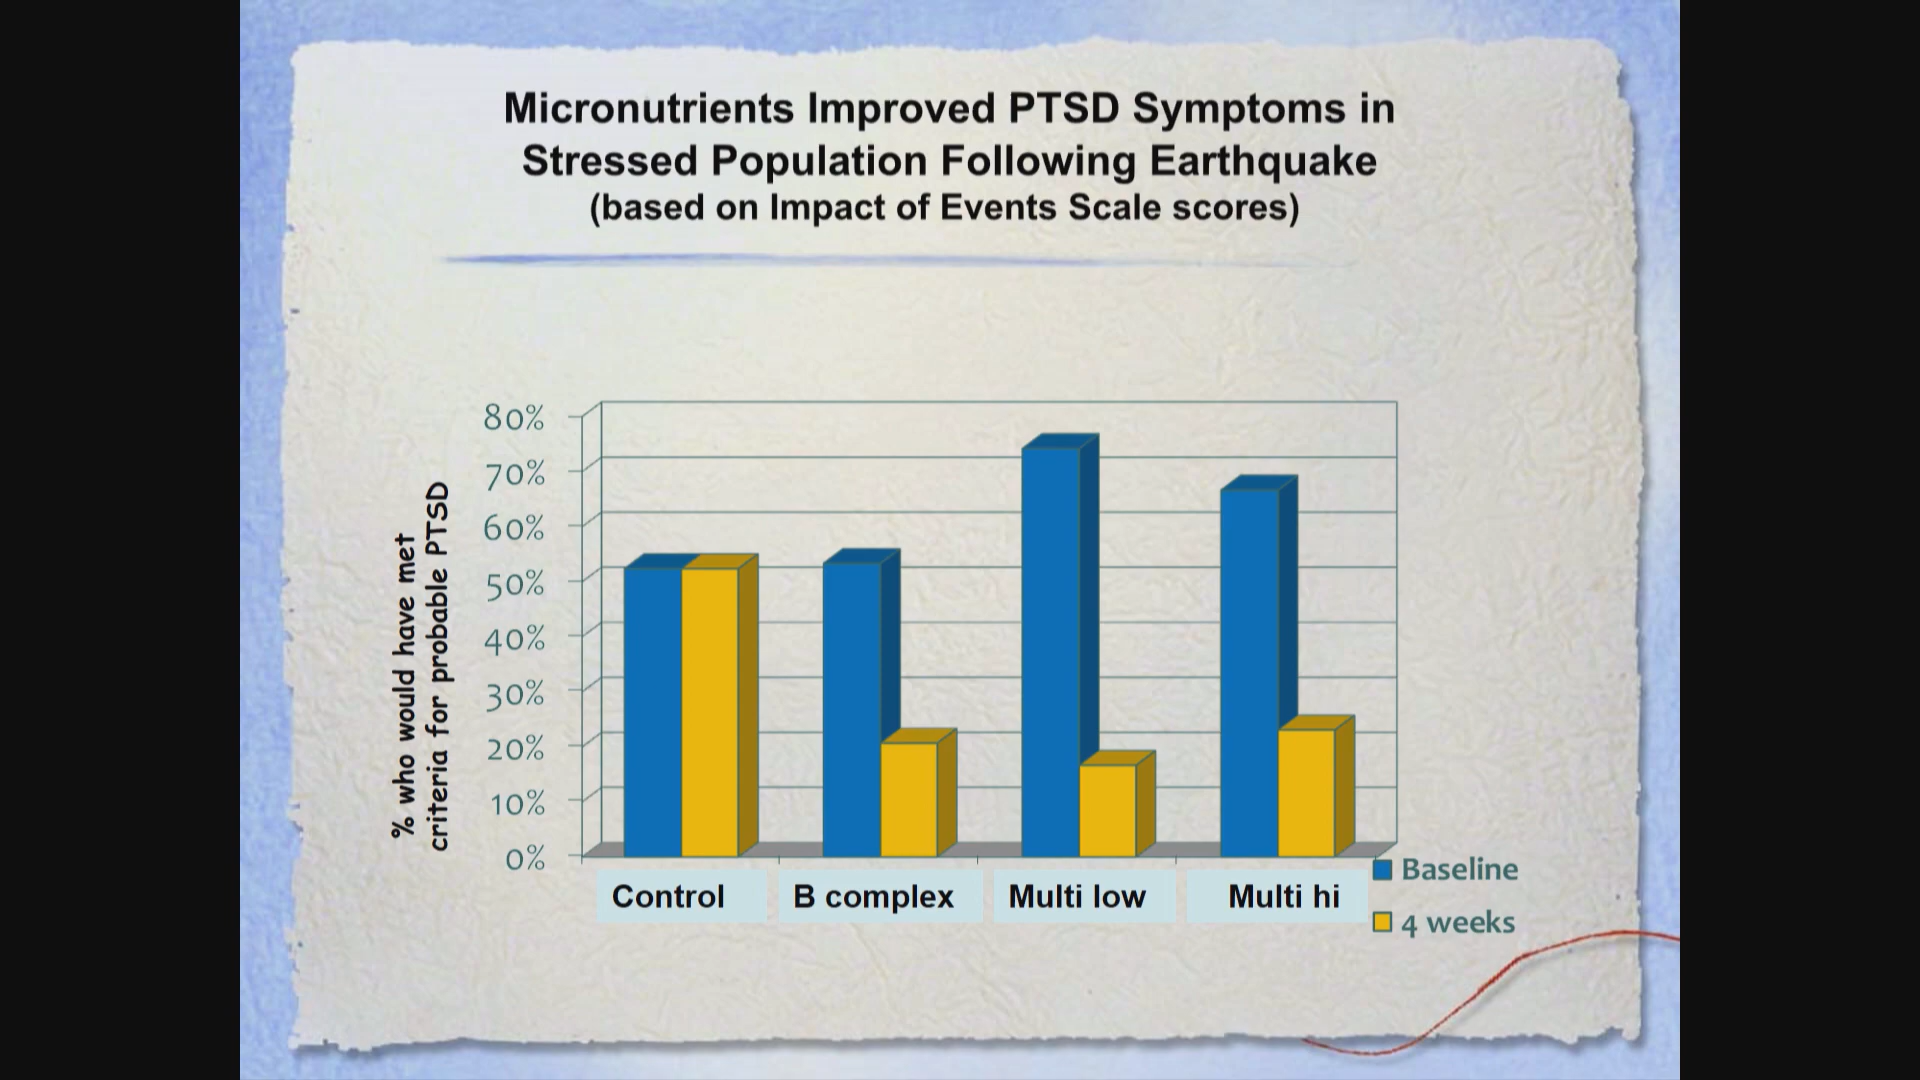 Micronutrients Improved PTSD Symptoms in
Stressed Population Following Earthquake
(based on Impact of Events Scale scores)
% who would have met
criteria for probable PTSD
80%
70%
60%
50%
40%
30%
20%
10%
0%
Control
B complex
Multi low
Multi hi
Baseline
4 weeks